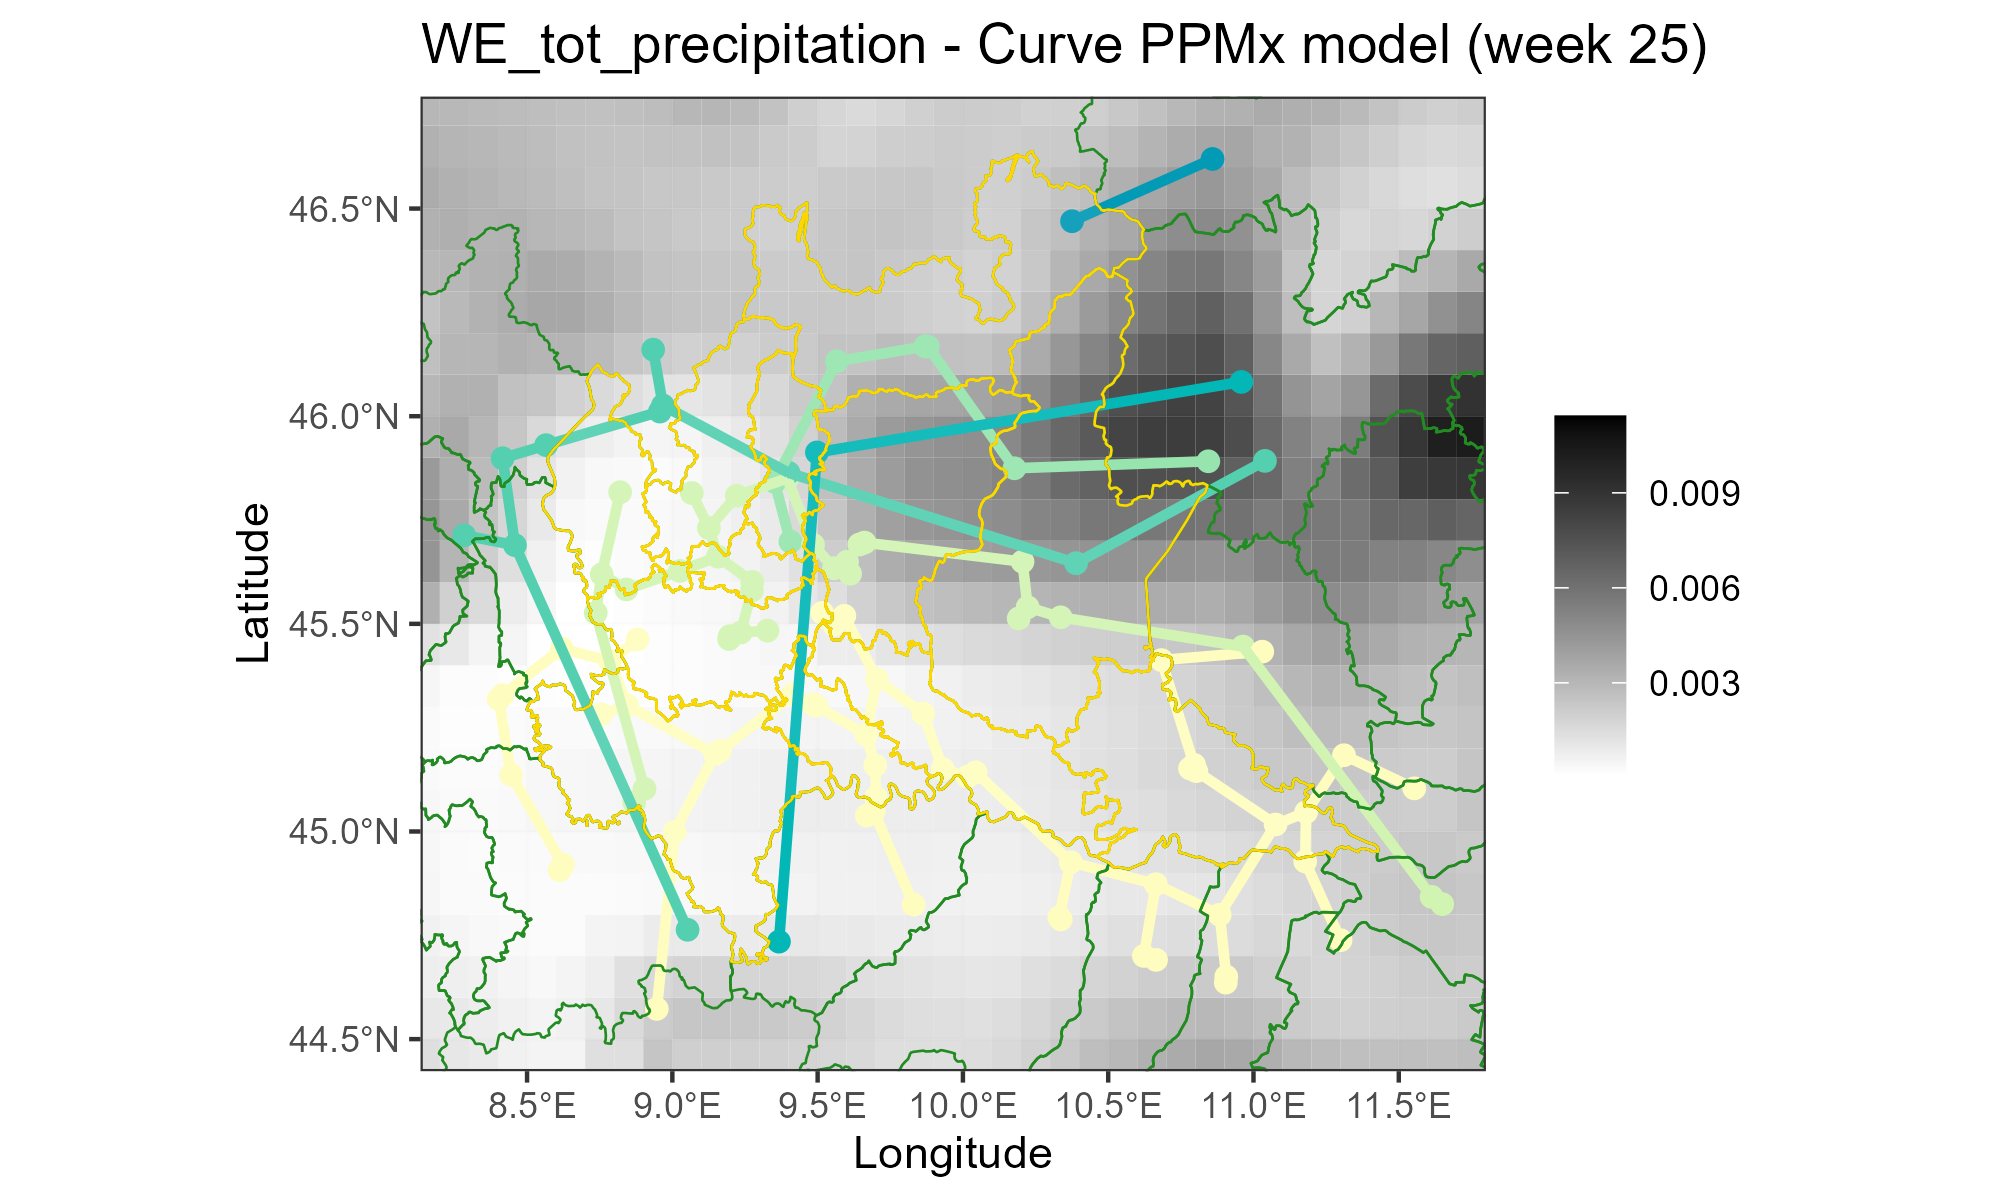 WE_tot_precipitation - Curve PPMx model (week 25)
46.5°N
46.0°N
45.5°N
45.0°N
44.5°N
Latitude
8.5°E 9.0°E 9.5°E 10.0°E 10.5°E 11.0°E 11.5°E
Longitude
0.009
0.006
0.003